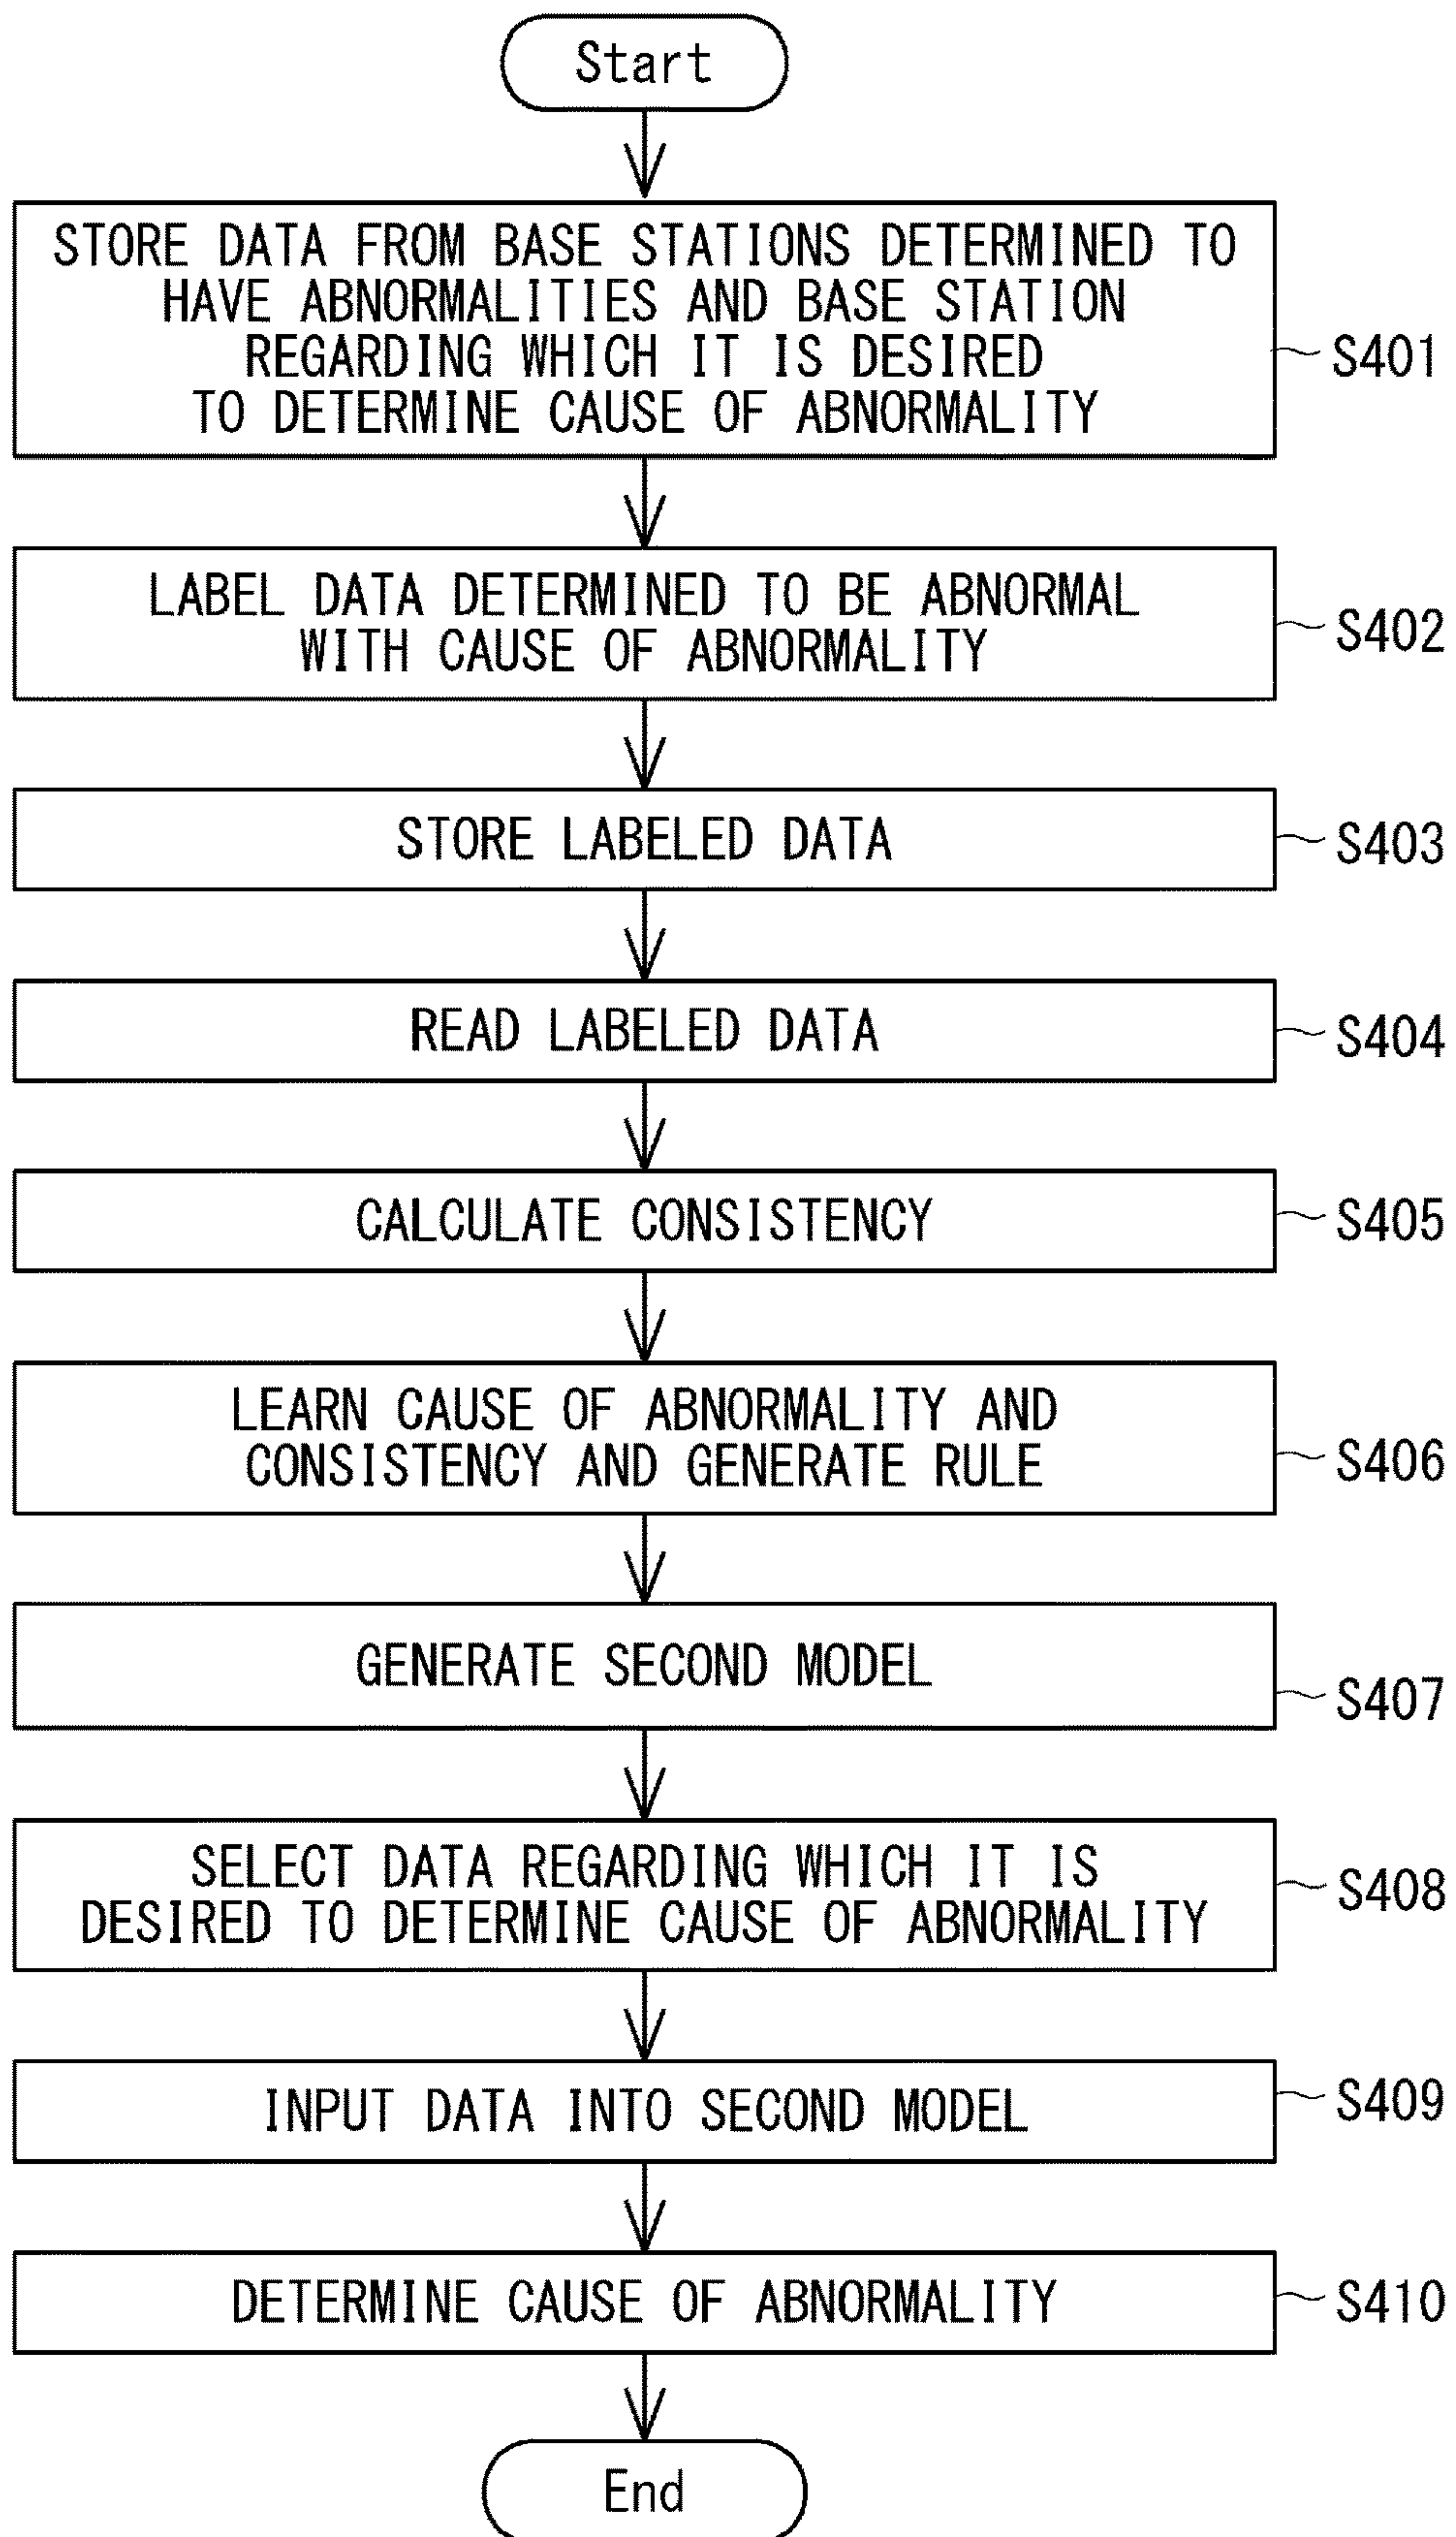 Start
STORE DATA FROM BASE STATIONS DETERMINED TO
HAVE ABNORMALITIES AND BASE STATION
REGARDING WHICH IT IS DESIRED
TO DETERMINE CAUSE OF ABNORMALITY
S401
LABEL DATA DETERMINED TO BE ABNORMAL
WITH CAUSE OF ABNORMALITY
S402
STORE LABELED DATA
S403
READ LABELED DATA
S404
CALCULATE CONSISTENCY
S405
LEARN CAUSE OF ABNORMALITY AND
CONSISTENCY AND GENERATE RULE
S406
GENERATE SECOND MODEL
S407
SELECT DATA REGARDING WHICH IT IS
DESIRED TO DETERMINE CAUSE OF ABNORMALITY
S408
INPUT DATA INTO SECOND MODEL
S409
DETERMINE CAUSE OF ABNORMALITY
S410
End